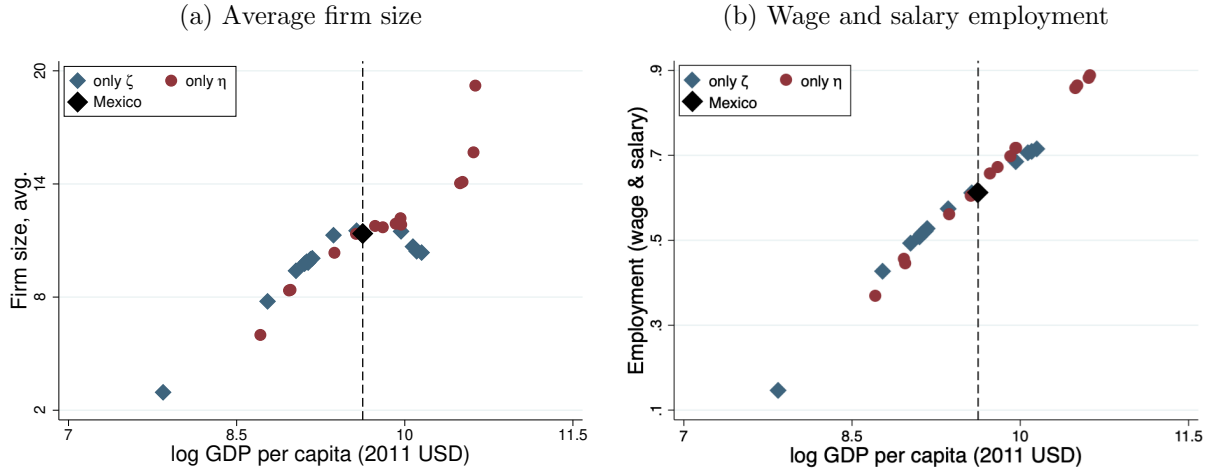 (a) Average firm size
20
14
8
2
Firm size, avg.
only ζ
only η
Mexico
7
8.5
10
11.5
log GDP per capita (2011 USD)
(b) Wage and salary employment
.9
.7
.5
.3
.1
Employment (wage & salary)
only ζ
only η
Mexico
7
8.5
10
11.5
log GDP per capita (2011 USD)